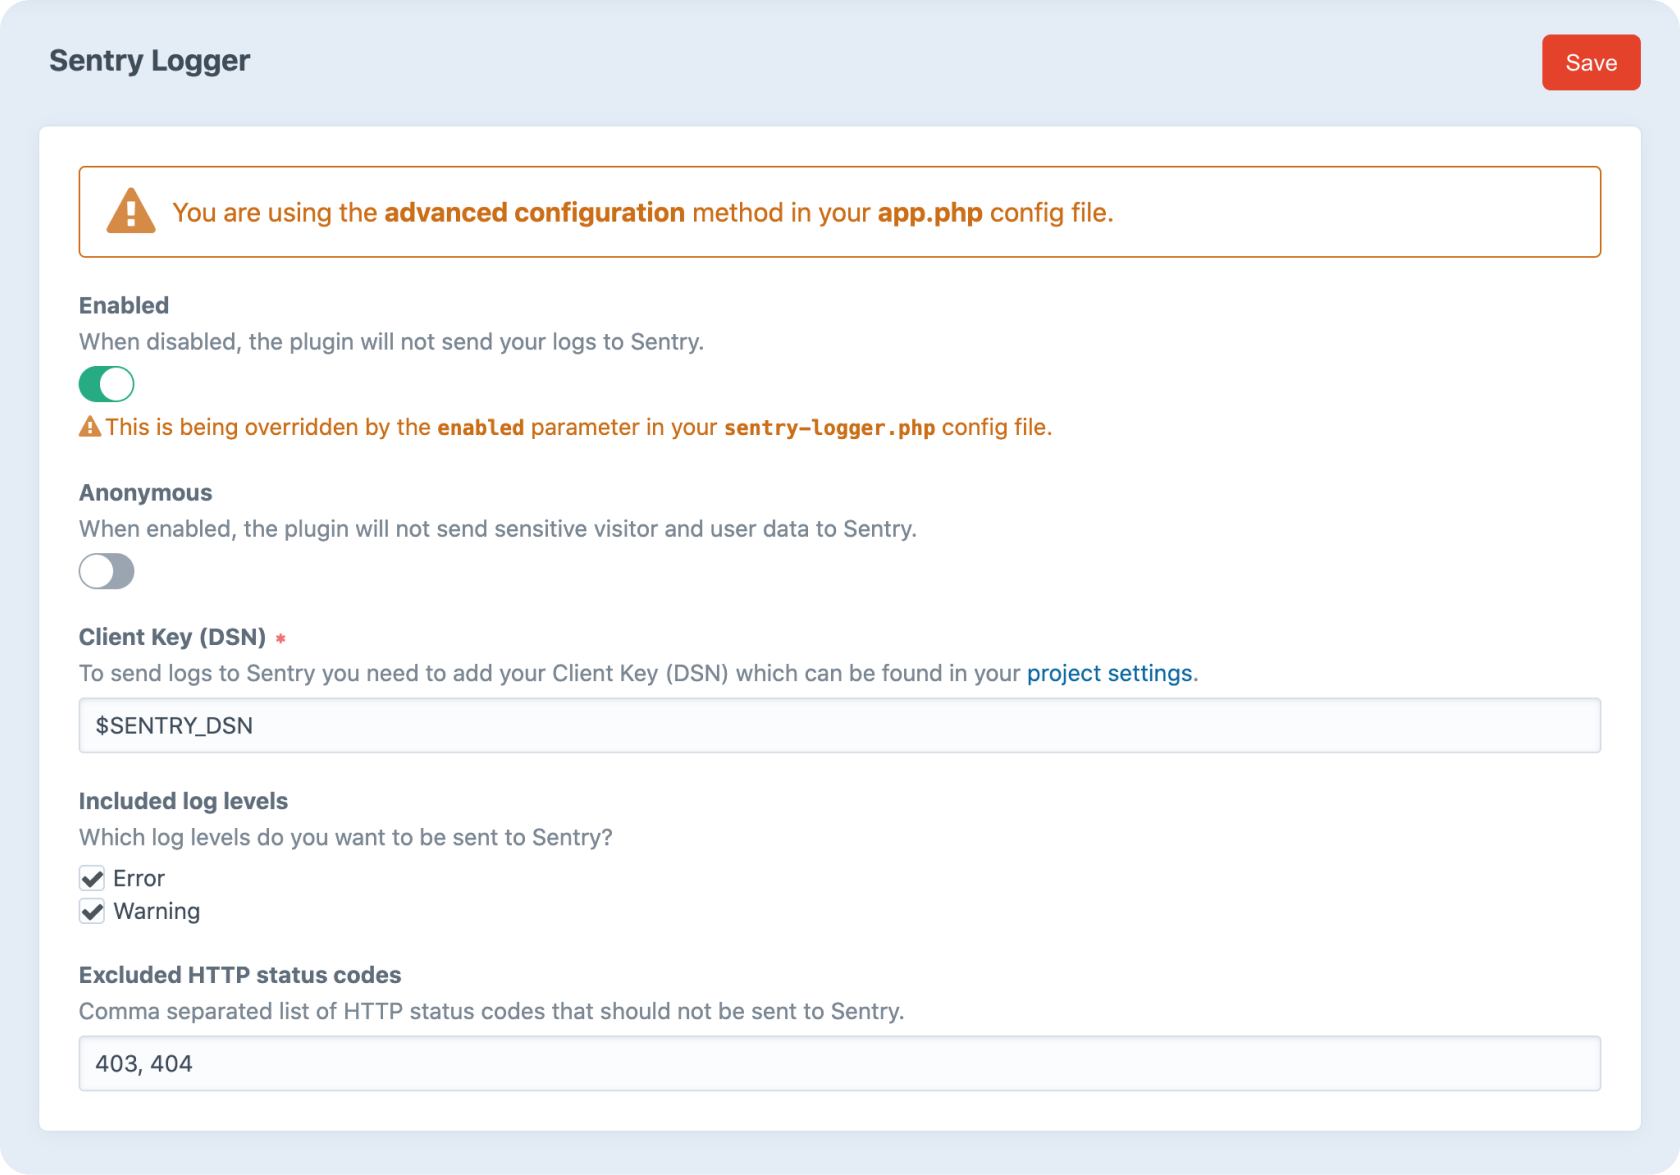 Sentry Logger
Save
You are using the advanced configuration method in your app.php config file.
Enabled
When disabled, the plugin will not send your logs to Sentry.
This is being overridden by the enabled parameter in your sentry-logger.php config file.
Anonymous
When enabled, the plugin will not send sensitive visitor and user data to Sentry.
Client Key (DSN) *
To send logs to Sentry you need to add your Client Key (DSN) which can be found in your project settings.
$SENTRY_DSN
Included log levels
Which log levels do you want to be sent to Sentry?
Error
Warning
Excluded HTTP status codes
Comma separated list of HTTP status codes that should not be sent to Sentry.
403, 404